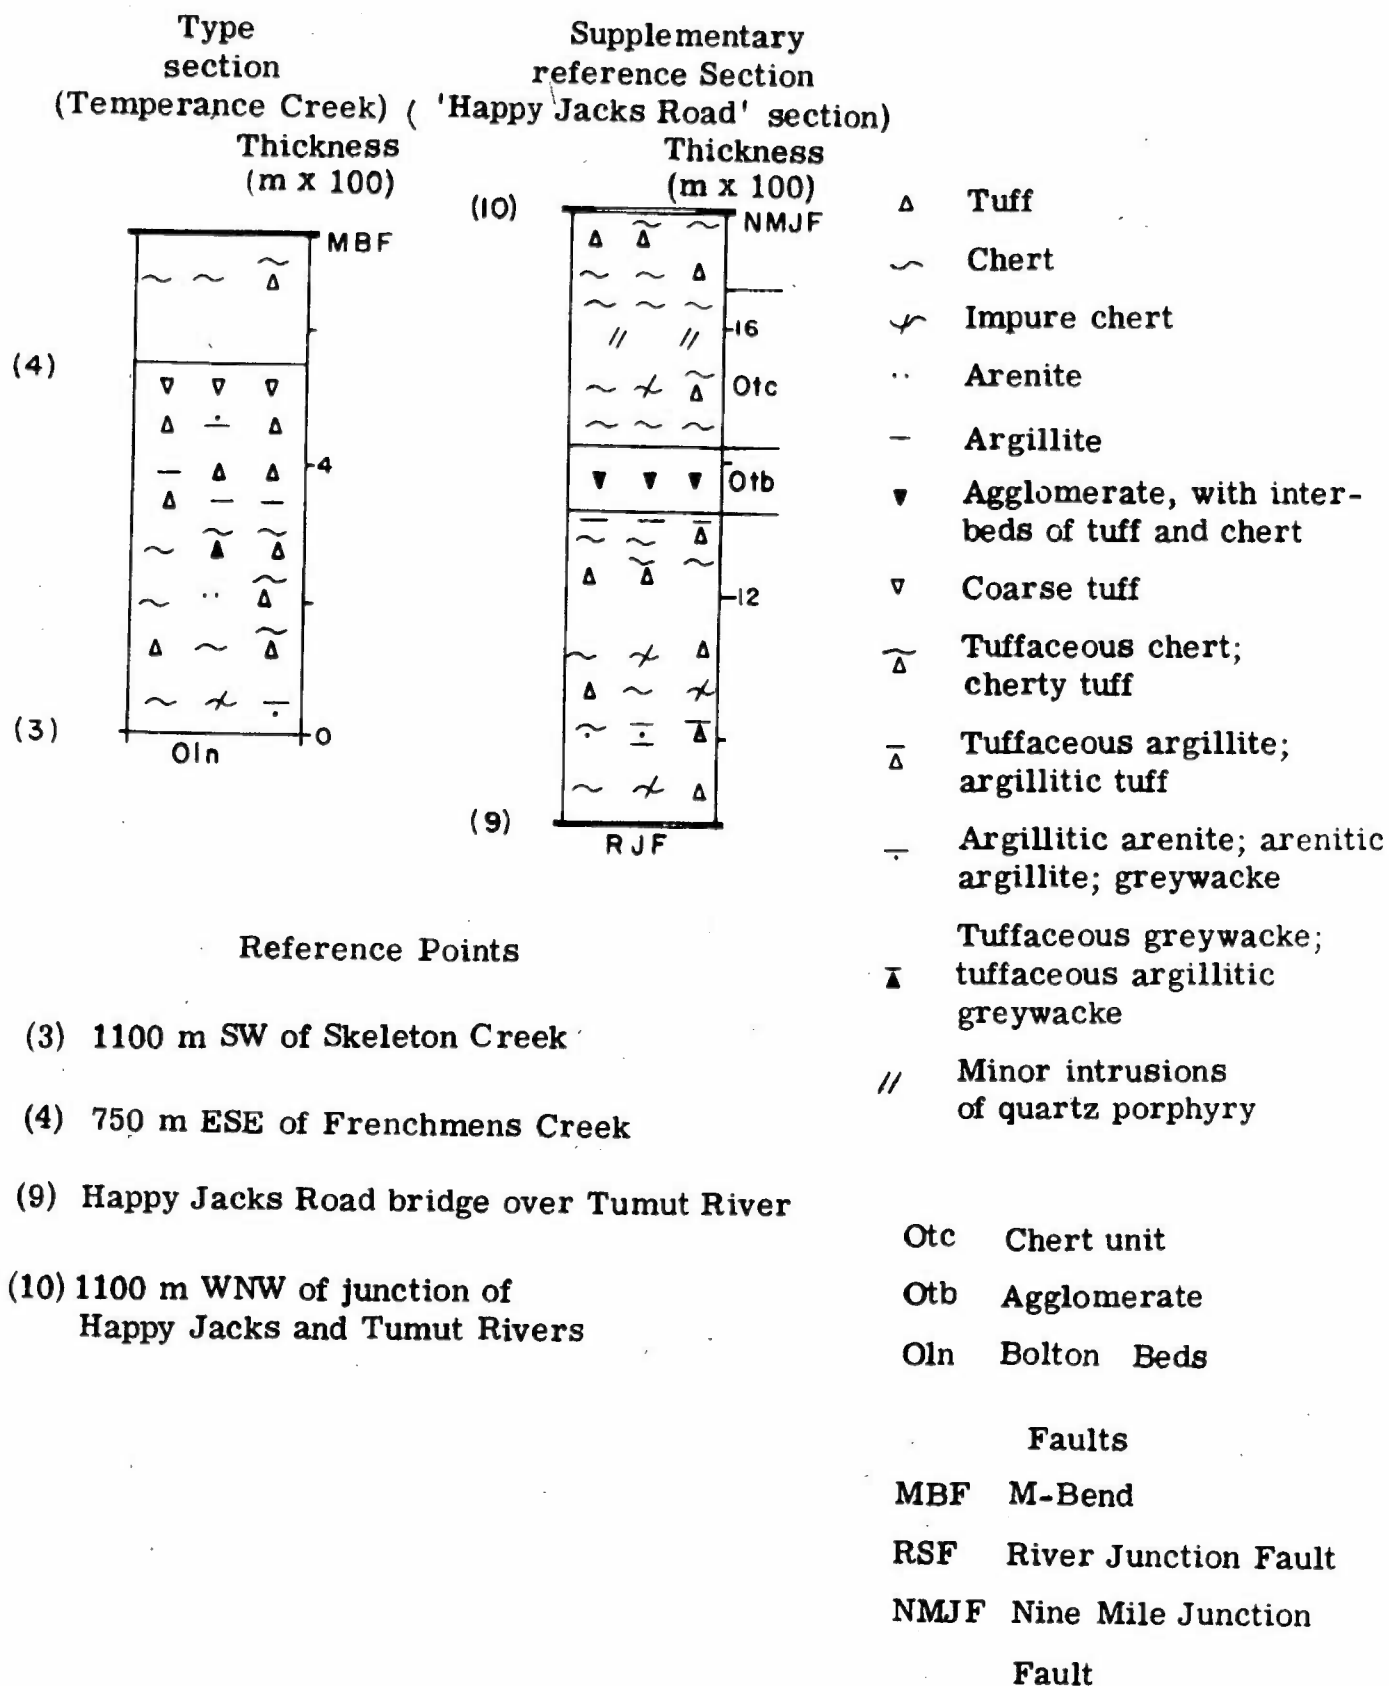 Type
section
(Temperance Creek)
Thickness
(m x 100)
MBF
(4)
4
(3)
0
Oln
Supplementary
reference Section
( 'Happy Jacks Road' section)
Thickness
(m x 100)
(10)
NMJF
16
Otc
Otb
12
(9)
RJF
Tuff
Chert
Impure chert
Arenite
Argillite
Agglomerate, with inter-
beds of tuff and chert
Coarse tuff
Tuffaceous chert;
cherty tuff
Tuffaceous argillite;
argillitic tuff
Argillitic arenite; arenitic
argillite; greywacke
Tuffaceous greywacke;
tuffaceous argillitic
greywacke
Minor intrusions
of quartz porphyry
Reference Points
(3) 1100 m SW of Skeleton Creek
(4) 750 m ESE of Frenchmens Creek
(9) Happy Jacks Road bridge over Tumut River
(10) 1100 m WNW of junction of
Happy Jacks and Tumut Rivers
Otc Chert unit
Otb Agglomerate
Oln Bolton Beds
Faults
MBF M-Bend
RSF River Junction Fault
NMJF Nine Mile Junction
Fault